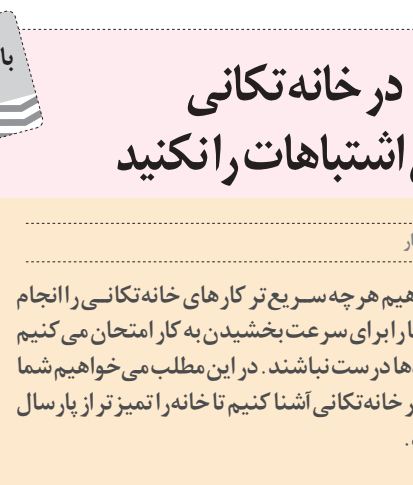 در خانه‌تکانی
اشتباهات را نکنید
هرچه سریع‌تر کارهای خانه‌تکانی را انجام
را برای سرعت بخشیدن به کار امتحان می‌کنیم
درست نباشند. در این مطلب می‌خواهیم شما
خانه‌تکانی آشنا کنیم تا خانه را تمیزتر از پارسال